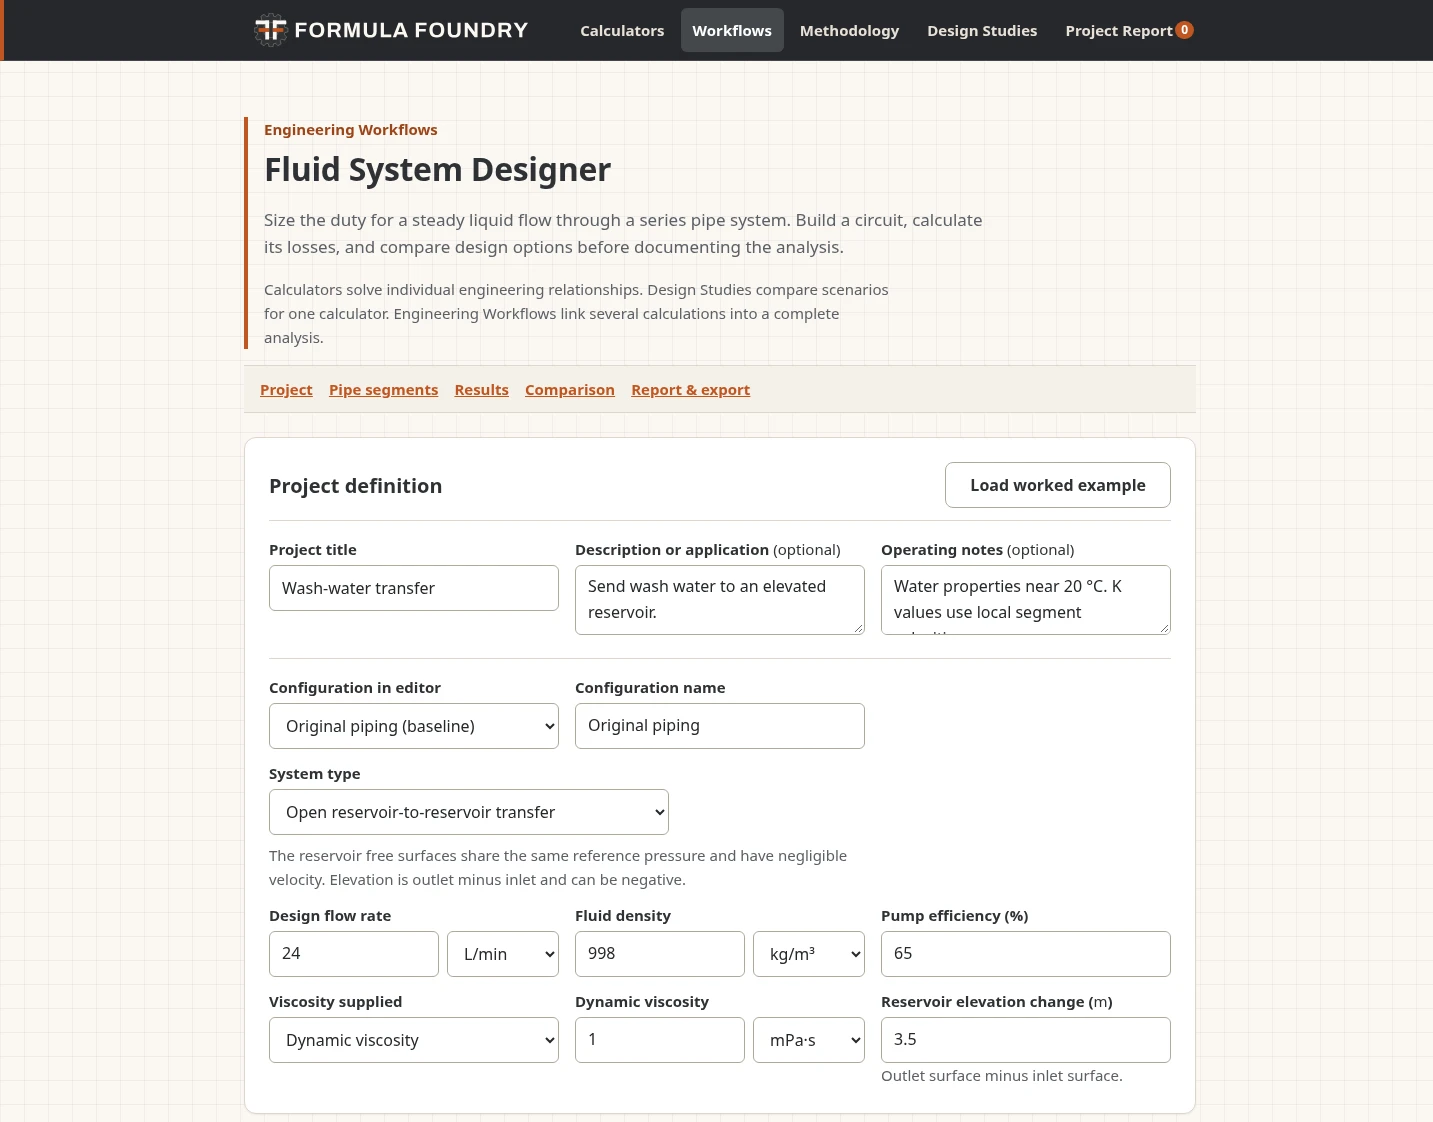 FORMULA FOUNDRY
Calculators
Workflows
Methodology
Design Studies
Project Report 0
Engineering Workflows
Fluid System Designer
Size the duty for a steady liquid flow through a series pipe system. Build a circuit, calculate
its losses, and compare design options before documenting the analysis.
Calculators solve individual engineering relationships. Design Studies compare scenarios
for one calculator. Engineering Workflows link several calculations into a complete
analysis.
Project
Pipe segments
Results
Comparison
Report & export
Project definition
Load worked example
Project title
Description or application (optional)
Operating notes (optional)
Wash-water transfer
Send wash water to an elevated
reservoir.
Water properties near 20 °C. K
values use local segment
Configuration in editor
Configuration name
Original piping (baseline)
Original piping
System type
Open reservoir-to-reservoir transfer
The reservoir free surfaces share the same reference pressure and have negligible
velocity. Elevation is outlet minus inlet and can be negative.
Design flow rate
Fluid density
Pump efficiency (%)
24
L/min
998
kg/m³
65
Viscosity supplied
Dynamic viscosity
Reservoir elevation change (m)
Dynamic viscosity
1
mPa·s
3.5
Outlet surface minus inlet surface.